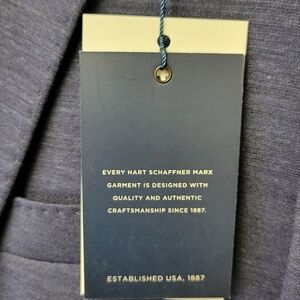 EVERY HART SCHAFFNER MARX
GARMENT IS DESIGNED WITH
QUALITY AND AUTHENTIC
CRAFTSMANSHIP SINCE 1887.
ESTABLISHED USA, 1887